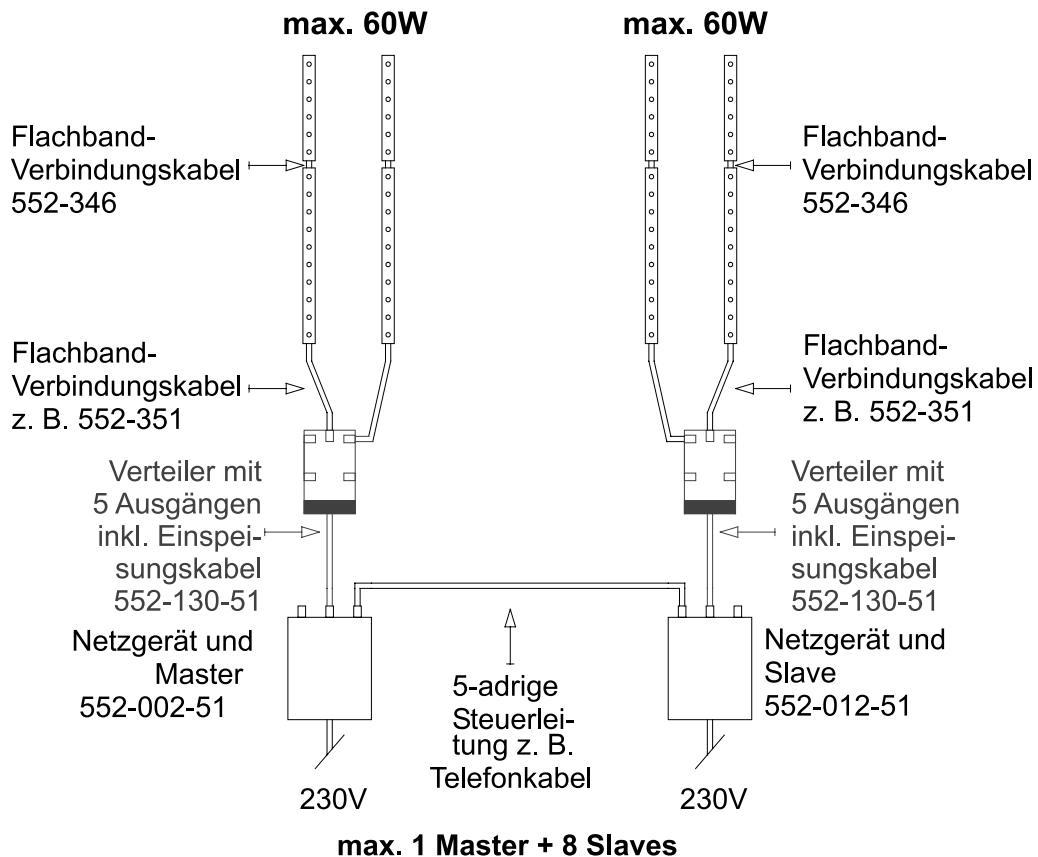 max. 60W
max. 60W
Flachband-
Verbindungskabel
552-346
Flachband-
Verbindungskabel
552-346
Flachband-
Verbindungskabel
z. B. 552-351
Flachband-
Verbindungskabel
z. B. 552-351
Verteiler mit
5 Ausgängen
inkl. Einspei-
sungskabel
552-130-51
Verteiler mit
5 Ausgängen
inkl. Einspei-
sungskabel
552-130-51
Netzgerät und
Master
552-002-51
5-adrige
Steuerlei-
tung z. B.
Telefonkabel
Netzgerät und
Slave
552-012-51
230V
230V
max. 1 Master + 8 Slaves